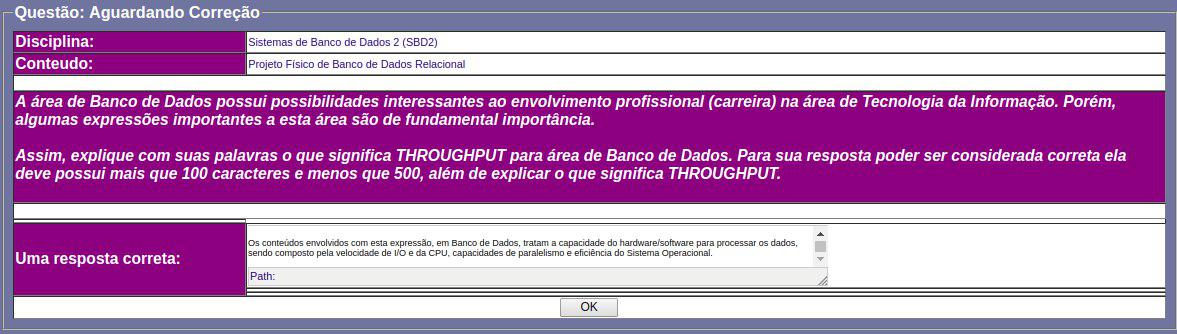 Questão: Aguardando Correção
Disciplina: Sistemas de Banco de Dados 2 (SBD2)
Conteudo: Projeto Físico de Banco de Dados Relacional
A área de Banco de Dados possui possibilidades interessantes ao envolvimento profissional (carreira) na área de Tecnologia da Informação. Porém,
algumas expressões importantes a esta área são de fundamental importância.
Assim, explique com suas palavras o que significa THROUGHPUT para área de Banco de Dados. Para sua resposta poder ser considerada correta ela
deve possui mais que 100 caracteres e menos que 500, além de explicar o que significa THROUGHPUT.
Uma resposta correta:
Os conteúdos envolvidos com esta expressão, em Banco de Dados, tratam a capacidade do hardware/software para processar os dados,
sendo composto pela velocidade de I/O e da CPU, capacidades de paralelismo e eficiência do Sistema Operacional.
Path:
OK